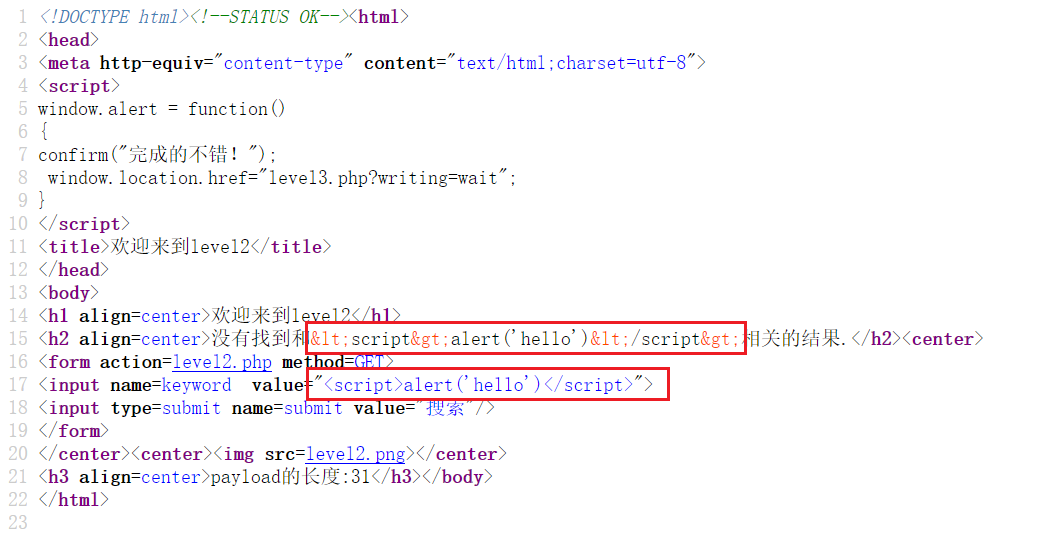 1 <!DOCTYPE html><!--STATUS OK--><html>
2 <head>
3 <meta http-equiv="content-type" content="text/html;charset=utf-8">
4 <script>
5 window.alert = function()
6 {
7 confirm("完成的不错！");
8  window.location.href="level3.php?writing=wait";
9 }
10 </script>
11 <title>欢迎来到level2</title>
12 </head>
13 <body>
14 <h1 align=center>欢迎来到level2</h1>
15 <h2 align=center>没有找到和&lt;script&gt;alert('hello')&lt;/script&gt;相关的结果.</h2><center>
16 <form action=level2.php method=GET>
17 <input name=keyword  value="<script>alert('hello')</script>">
18 <input type=submit name=submit value="搜索"/>
19 </form>
20 </center><center><img src=level2.png></center>
21 <h3 align=center>payload的长度:31</h3></body>
22 </html>
23